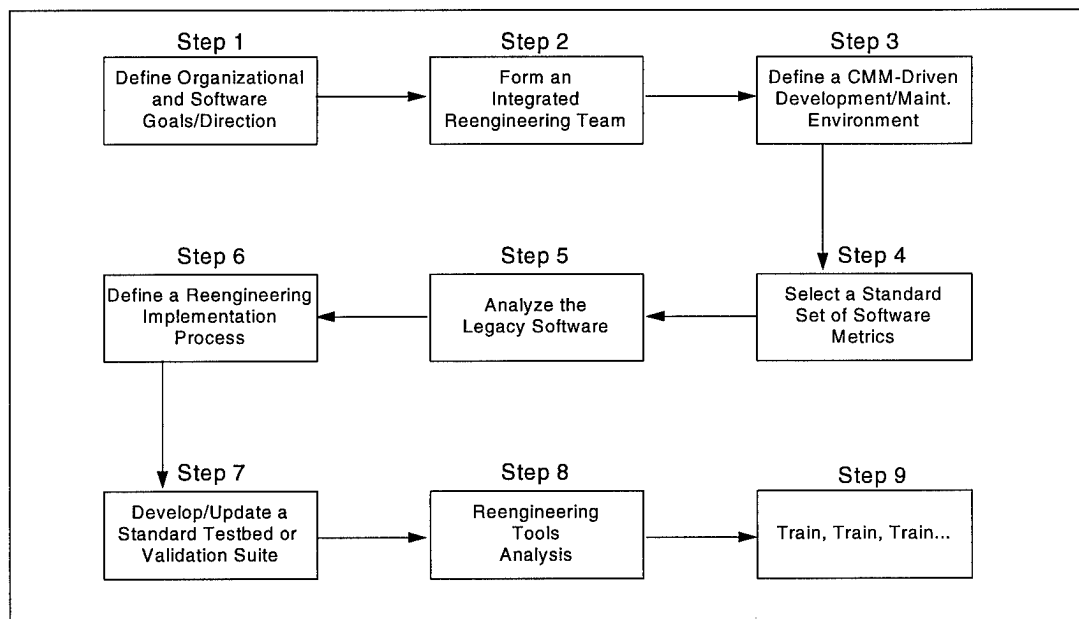 Step 1
Define Organizational
and Software
Goals/Direction
Step 2
Form an
Integrated
Reengineering Team
Step 3
Define a CMM-Driven
Development/Maint.
Environment
Step 4
Select a Standard
Set of Software
Metrics
Step 5
Analyze the
Legacy Software
Step 6
Define a Reengineering
Implementation
Process
Step 7
Develop/Update a
Standard Testbed or
Validation Suite
Step 8
Reengineering
Tools
Analysis
Step 9
Train, Train, Train...